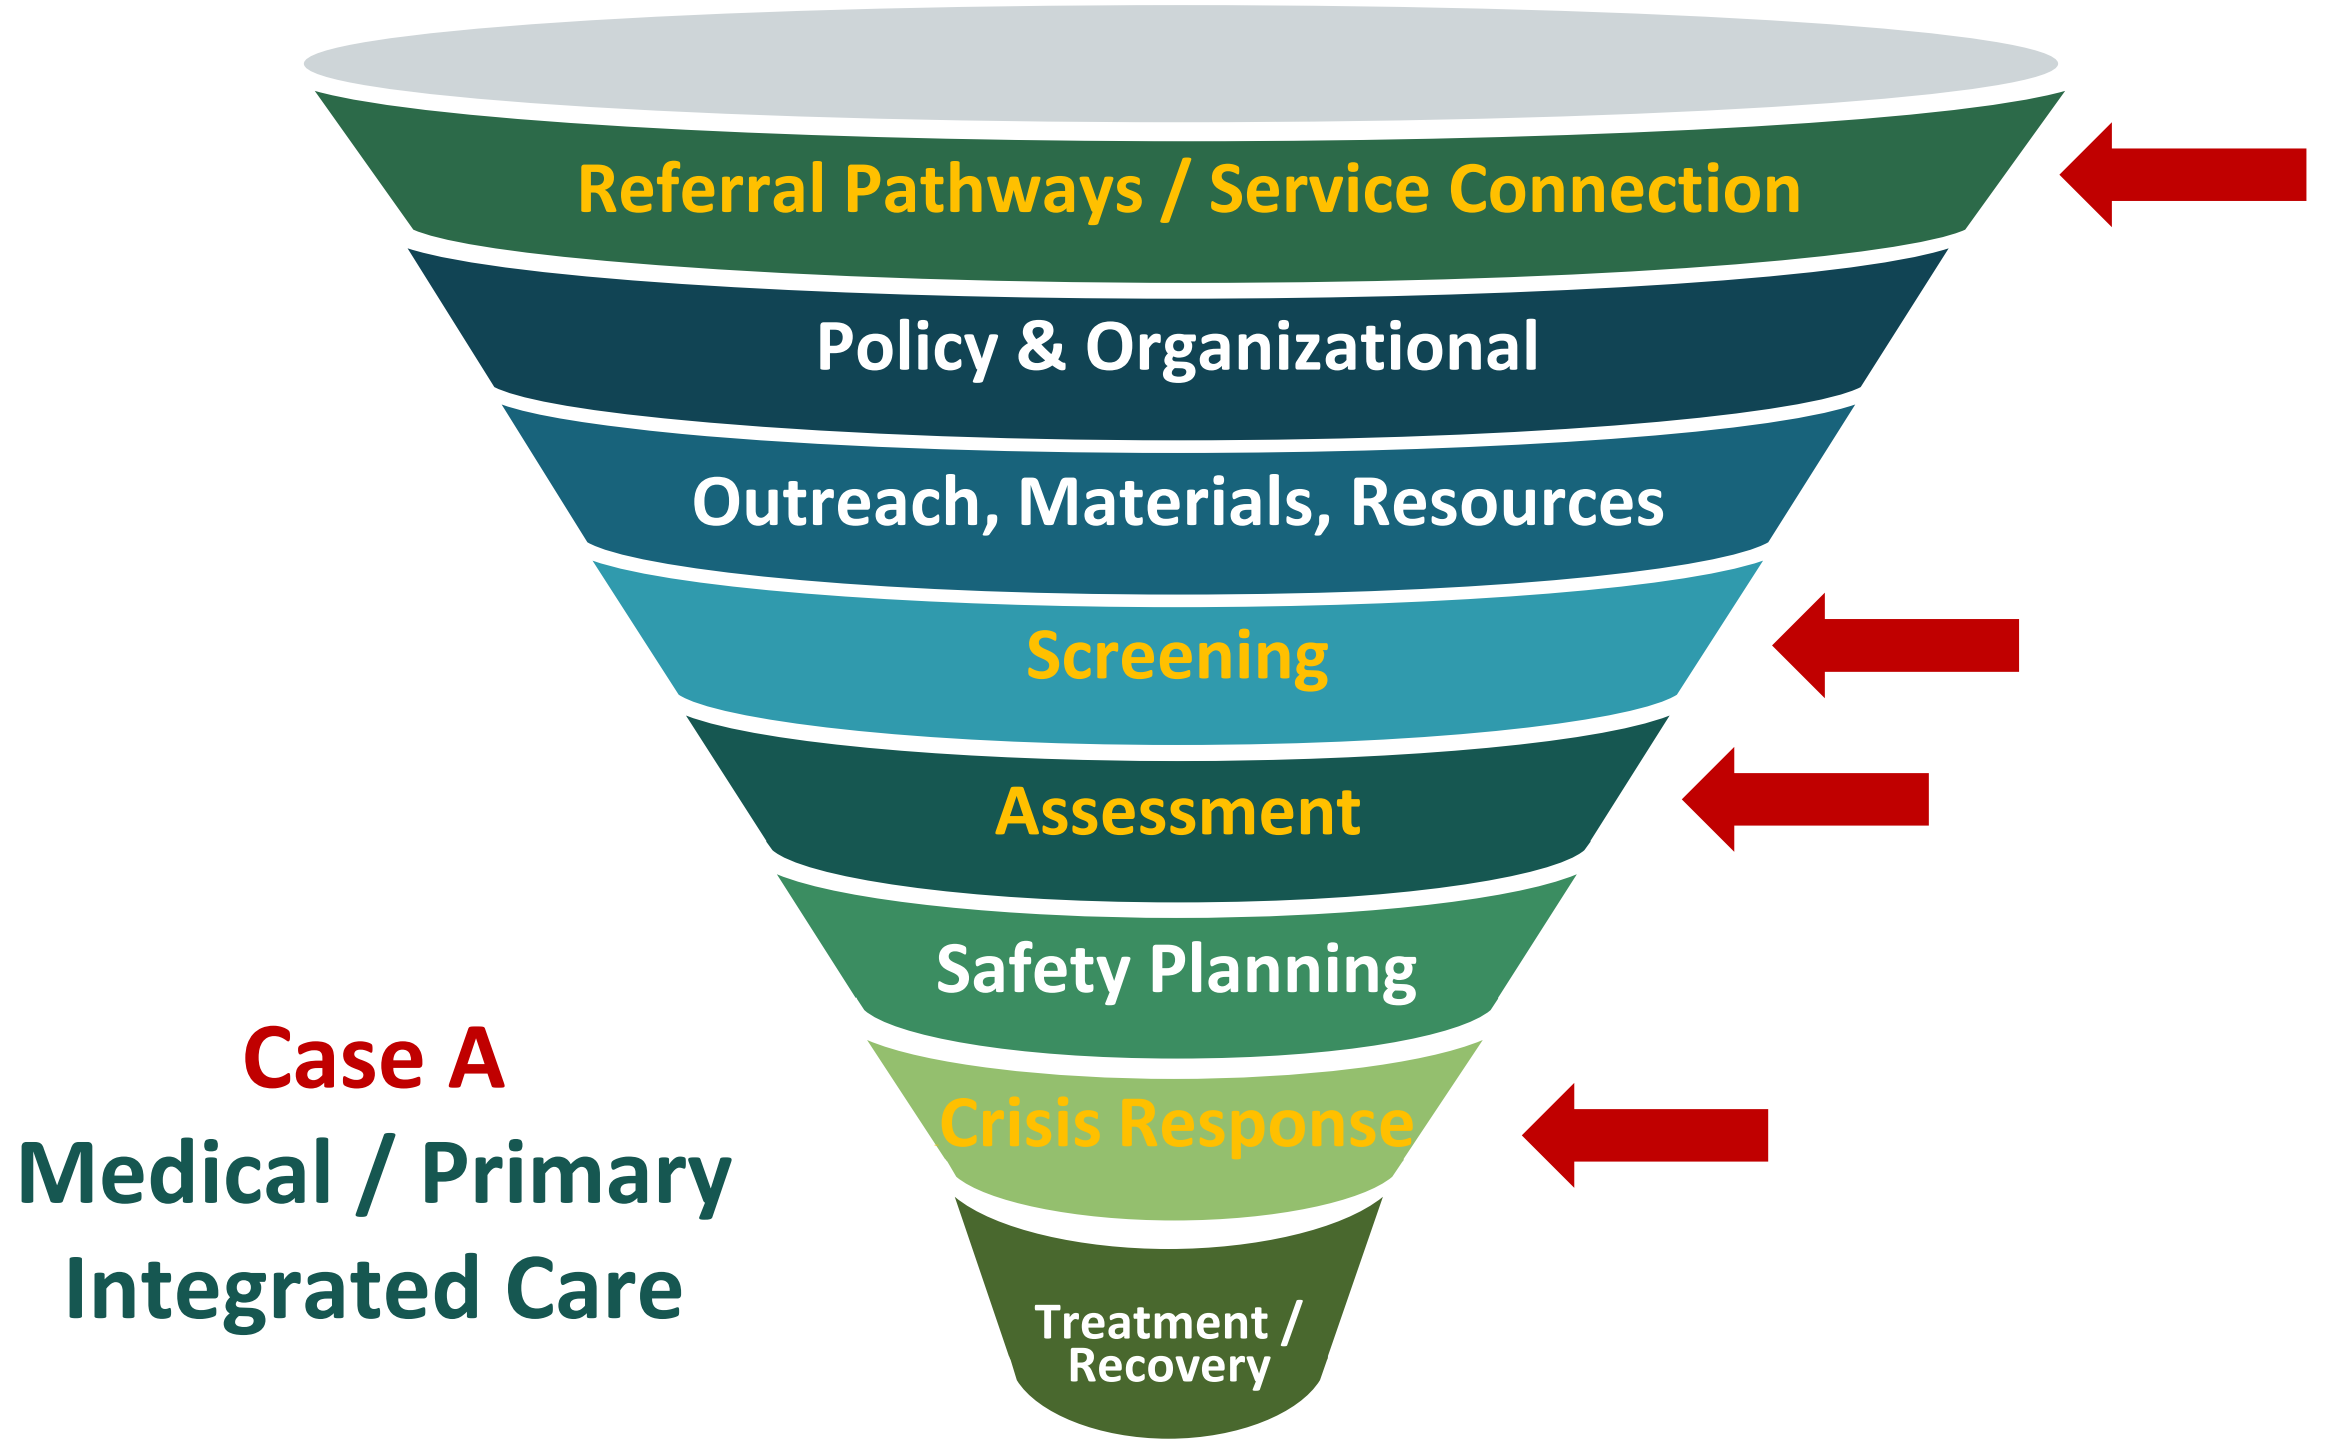 Referral Pathways / Service Connection
Policy & Organizational
Outreach, Materials, Resources
Screening
Assessment
Safety Planning
Crisis Response
Treatment /
Recovery
Case A
Medical / Primary
Integrated Care